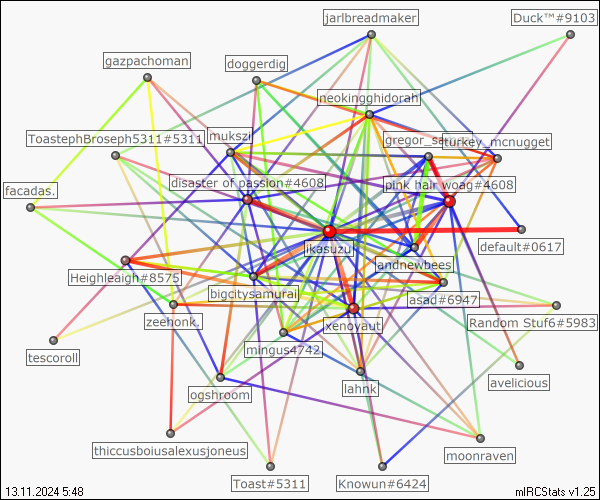 jarlbreadmaker
Duck™#9103
gazpachoman
doggerdig
neokingghidorah
ToastephBroseph5311#5311
mukszi
turkey_mcnugget
facadas.
disaster of passion#4608
pink hair woag#4608
ikasuzu
default#0617
Heighleaigh#8575
landnewbees
bigcitysamurai
asad#6947
zeehonk.
xenoyaut
Random Stuf6#5983
mingus4742
tescoroll
lahnk
avelicious
ogshroom
thiccusboiusalexusjoneus
moonraven
Toast#5311
Knowun#6424
13.11.2024 5:48
mIRCStats v1.25